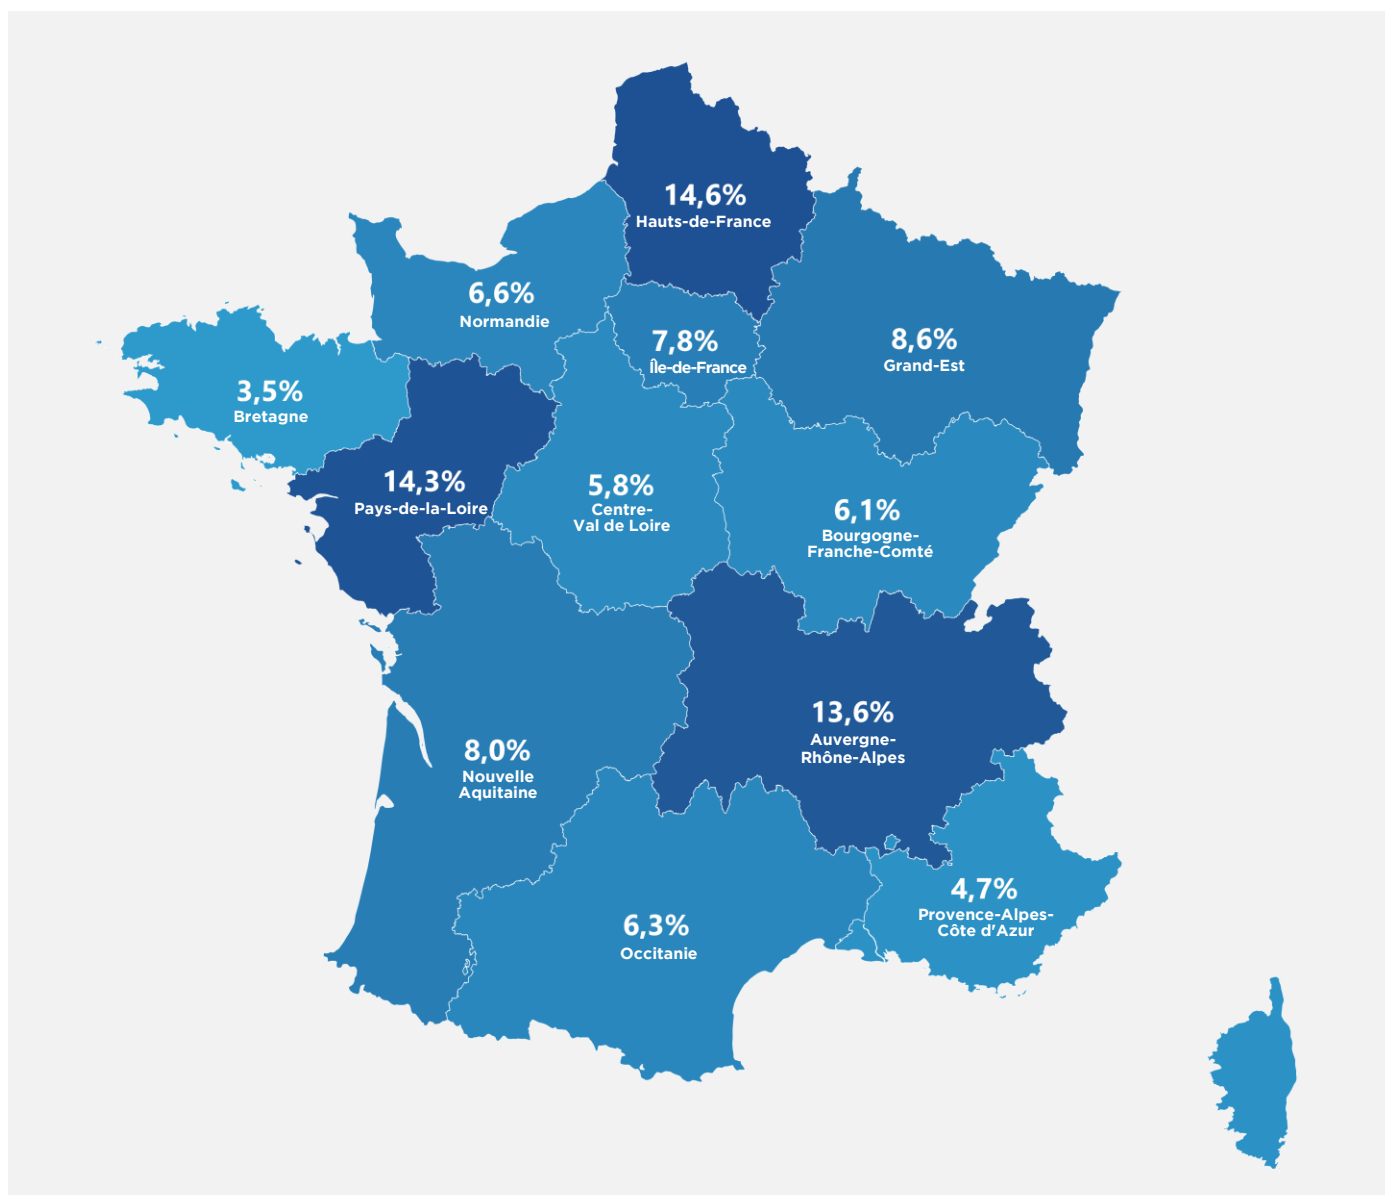 14,6%
Hauts-de-France
6,6%
Normandie
7,8%
Île-de-France
8,6%
Grand-Est
3,5%
Bretagne
14,3%
Pays-de-la-Loire
5,8%
Centre-
Val de Loire
6,1%
Bourgogne-
Franche-Comté
13,6%
Auvergne-
Rhône-Alpes
8,0%
Nouvelle
Aquitaine
4,7%
Provence-Alpes-
Côte d'Azur
6,3%
Occitanie